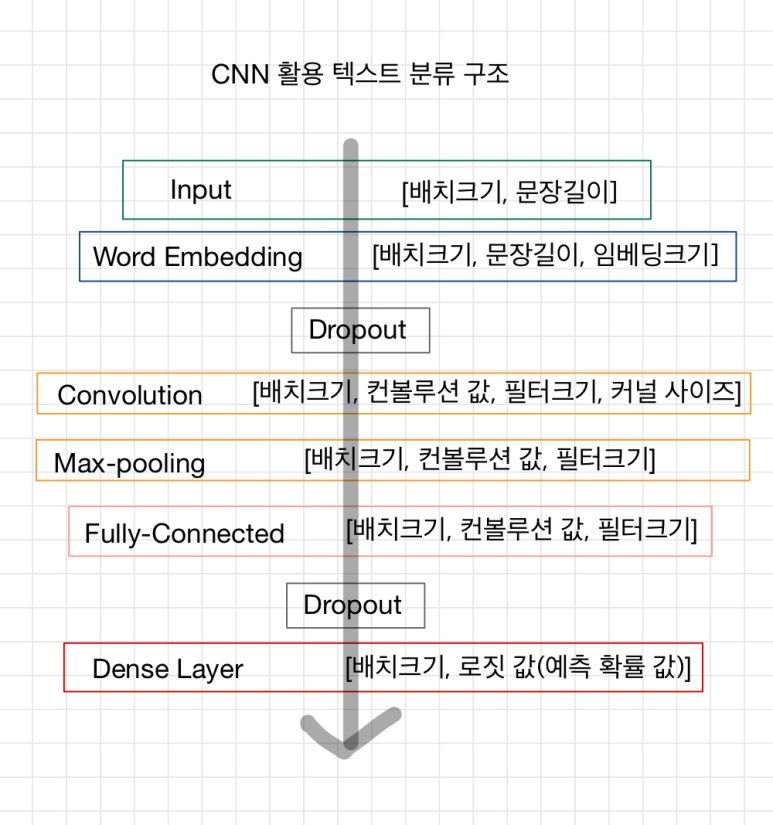 CNN 활용 텍스트 분류 구조
Input [배치크기, 문장길이]
Word Embedding [배치크기, 문장길이, 임베딩크기]
Dropout
Convolution [배치크기, 컨볼루션 값, 필터크기, 커널 사이즈]
Max-pooling [배치크기, 컨볼루션 값, 필터크기]
Fully-Connected [배치크기, 컨볼루션 값, 필터크기]
Dropout
Dense Layer [배치크기, 로짓 값(예측 확률 값)]